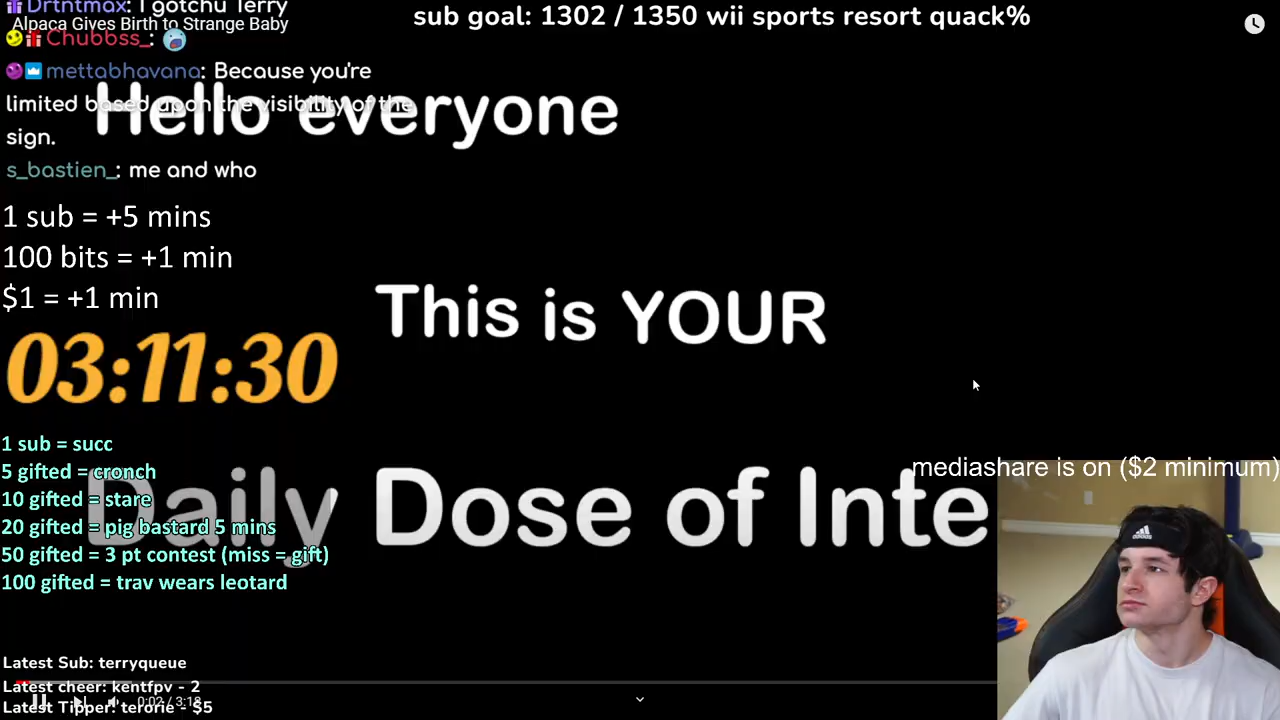 Drtntmax: I gotchu Terry
Alpaca Gives Birth to Strange Baby
sub goal: 1302 / 1350 wii sports resort quack%
Chubbss_:
mettabhavana: Because you're
limited based upon the visibility of the
sign.
Hello everyone
s_bastien_: me and who
1 sub = +5 mins
100 bits = +1 min
$1 = +1 min
This is YOUR
03:11:30
1 sub = succ
5 gifted = cronch
10 gifted = stare
20 gifted = pig bastard 5 mins
50 gifted = 3 pt contest (miss = gift)
100 gifted = trav wears leotard
Daily Dose of Inte
mediashare is on ($2 minimum)
adidas
Latest Sub: terryqueue
Latest cheer: kentfpv - 2
0:02 / 3:18
Latest Tipper: terorie - $5